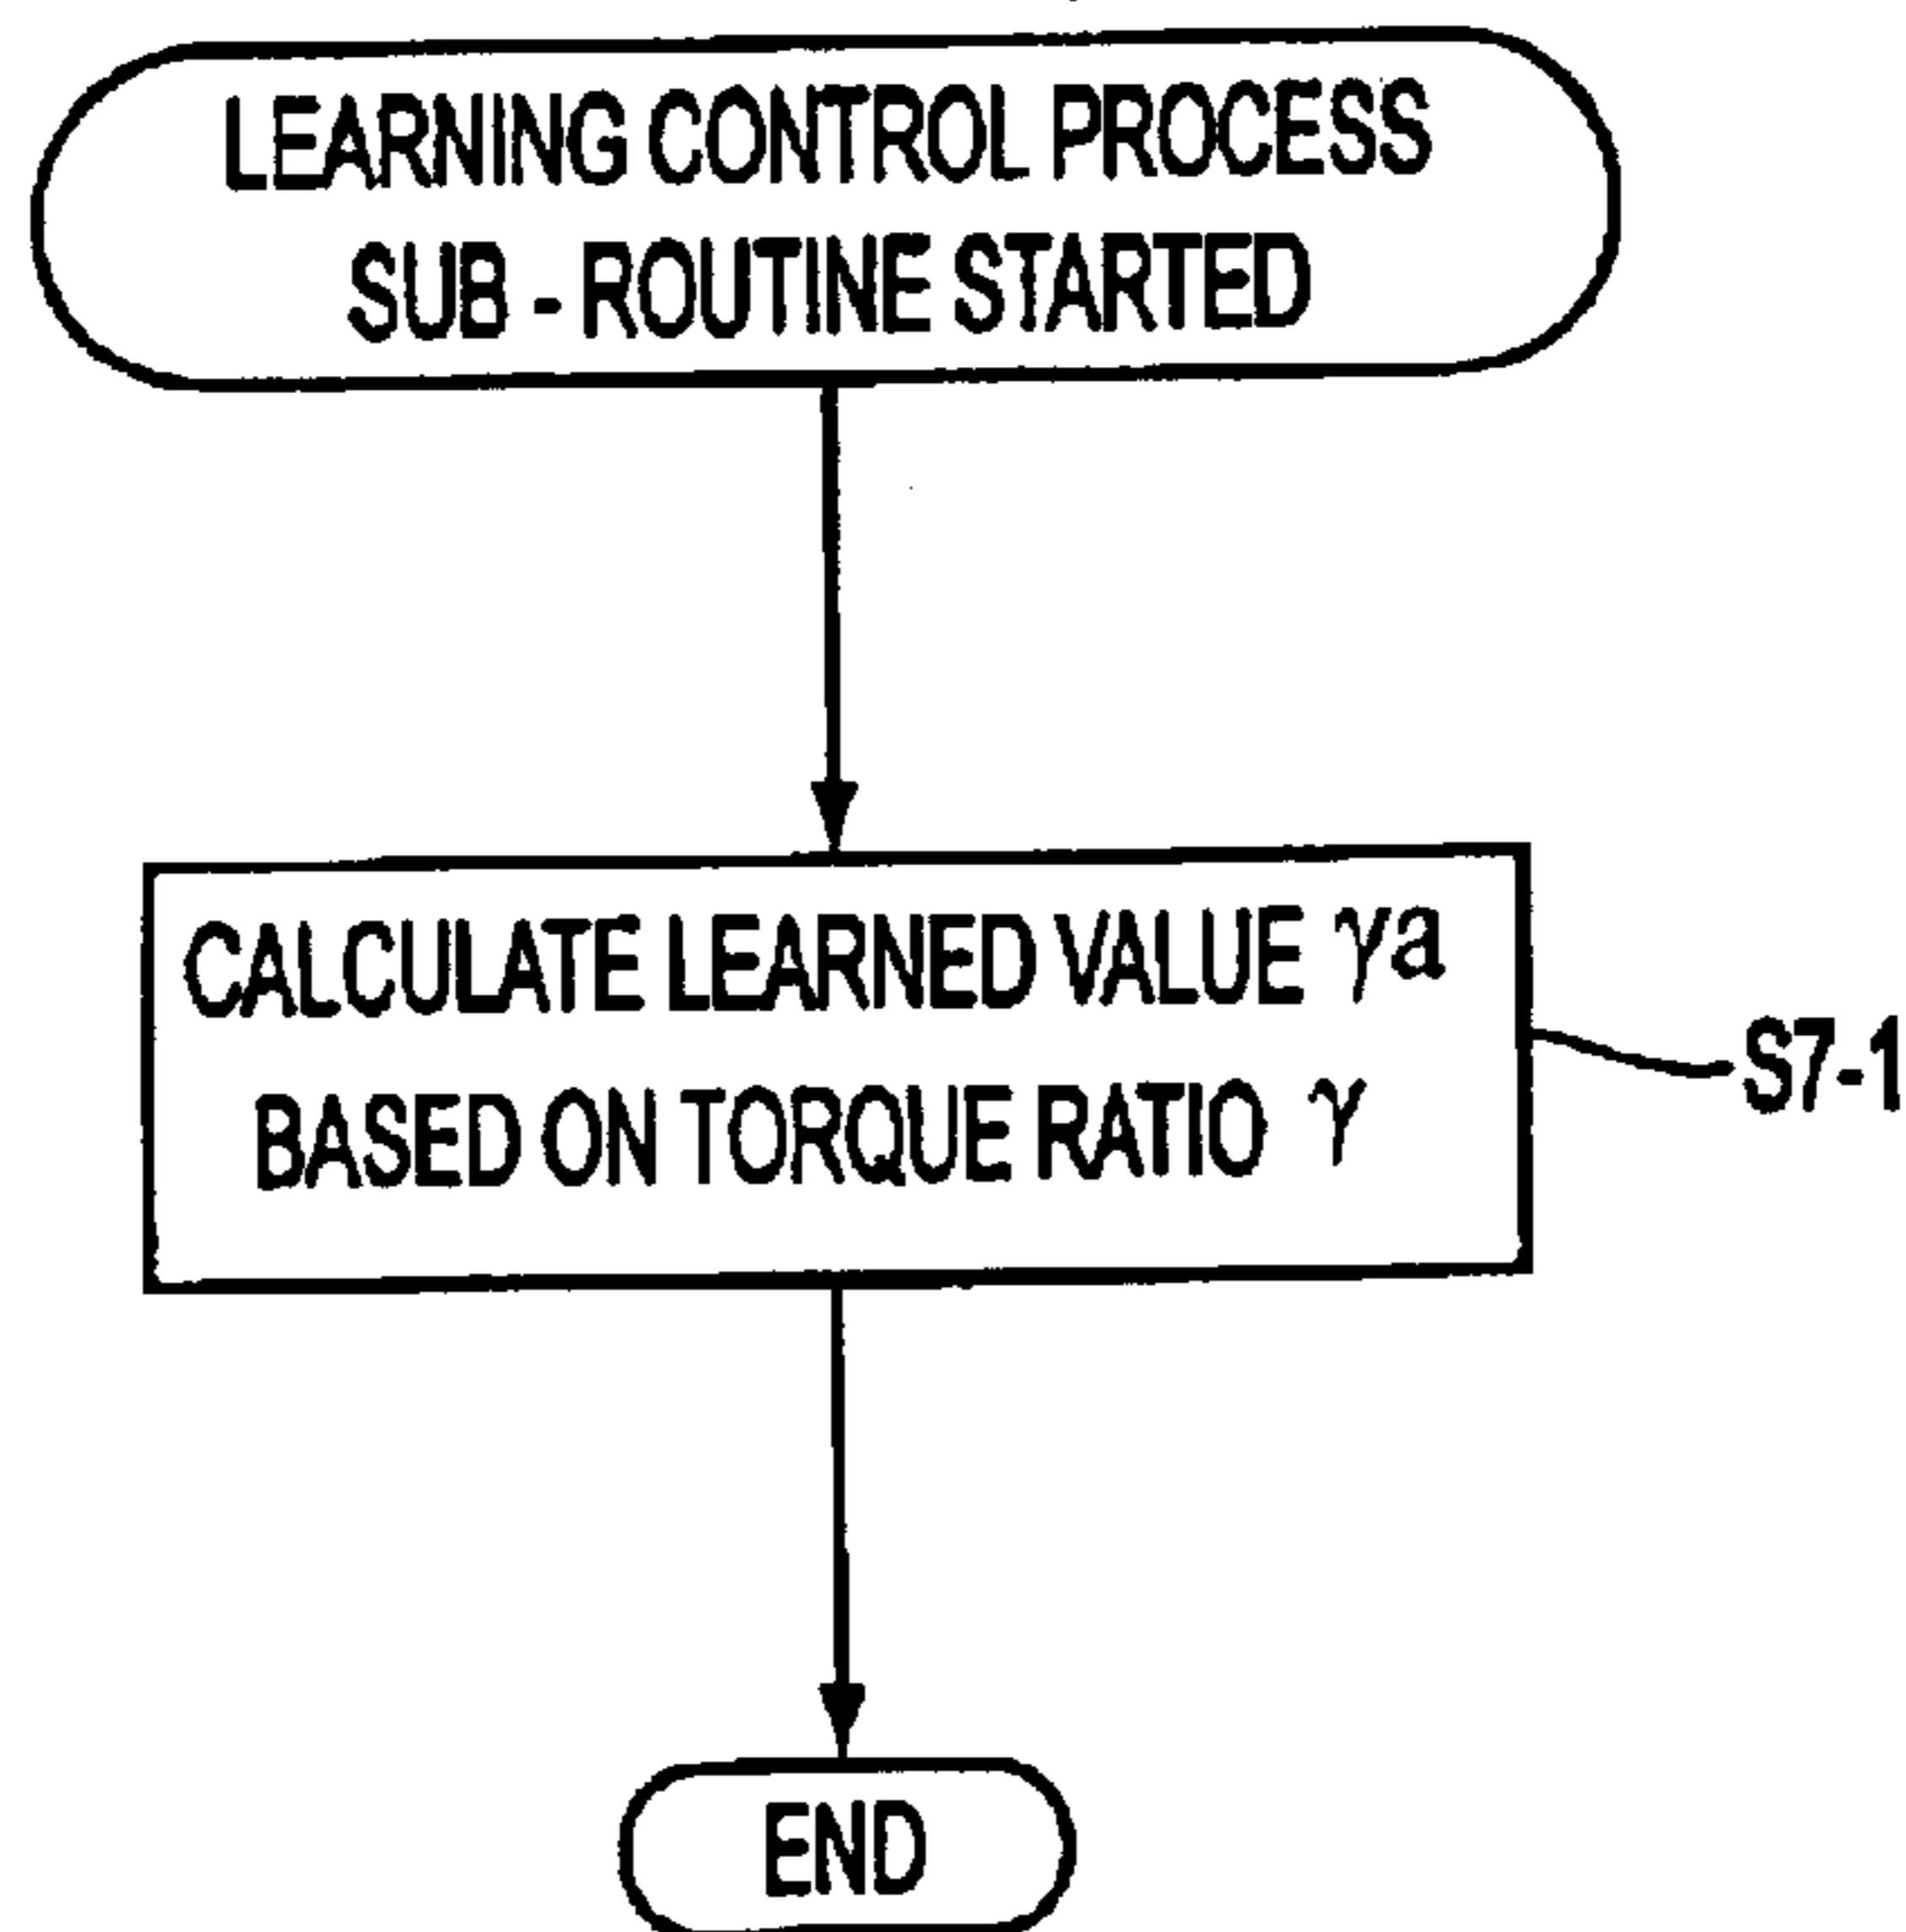 LEARNING CONTROL PROCESS
SUB - ROUTINE STARTED
CALCULATE LEARNED VALUE γa
BASED ON TORQUE RATIO γ
S7-1
END